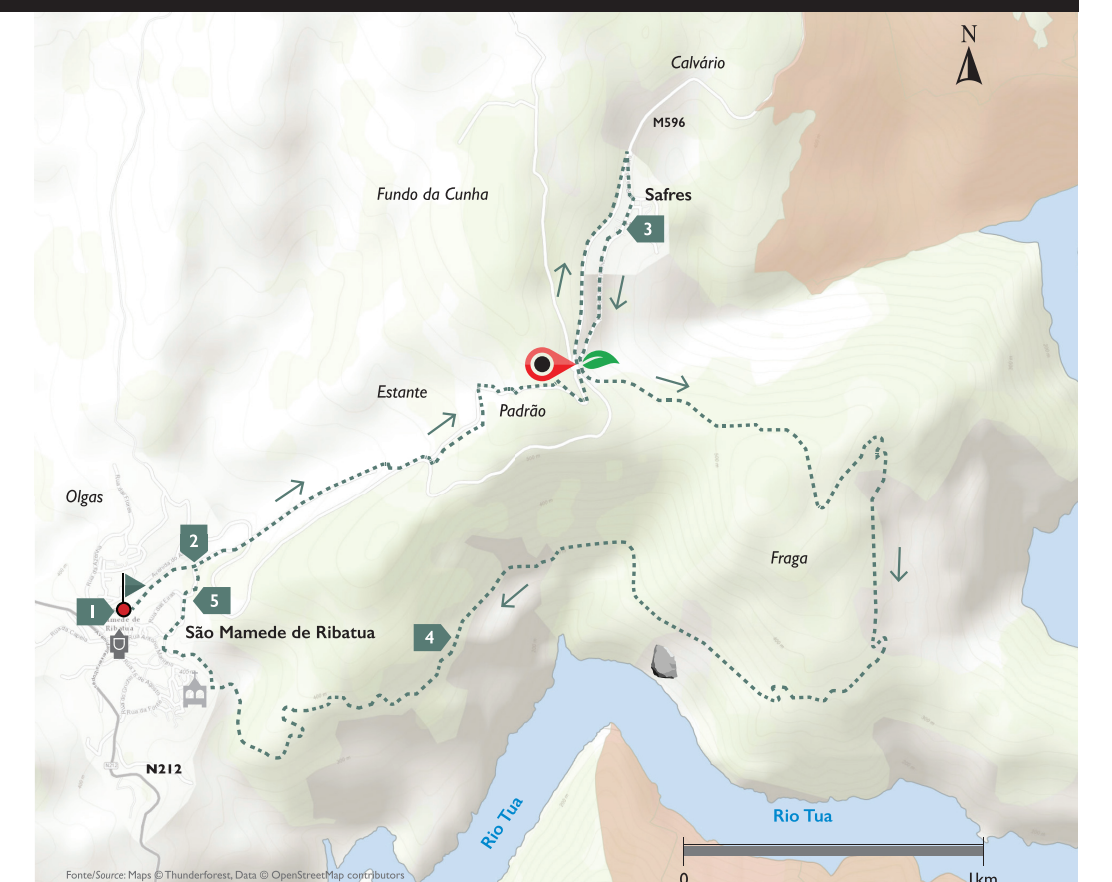 N
Calvário
M596
Fundo da Cunha
Safres
3
Estante
Padrão
Olgas
2
Fraga
1
5
São Mamede de Ribatua
4
N212
Rio Tua
Rio Tua
0
1km
Fonte/Source: Maps © Thunderforest, Data © OpenStreetMap contributors